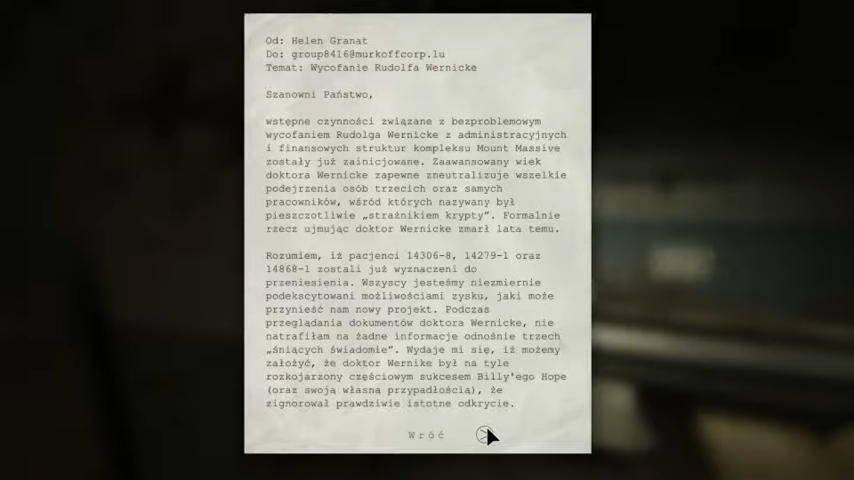 Od: Helen Granat
Do: group8416@murkoffcorp.lu
Temat: Wycofanie Rudolfa Wernicke
Szanowni Państwo,
wstępne czynności związane z bezproblemowym
wycofaniem Rudolga Wernicke z administracyjnych
i finansowych struktur kompleksu Mount Massive
zostały już zainicjowane. Zaawansowany wiek
doktora Wernicke zapewne zneutralizuje wszelkie
podejrzenia osób trzecich oraz samych
pracowników, wśród których nazywany był
pieszczotliwie „strażnikiem krypty”. Formalnie
rzecz ujmując doktor Wernicke zmarł lata temu.
Rozumiem, iż pacjenci 14306-8, 14279-1 oraz
14868-1 zostali już wyznaczeni do
przeniesienia. Wszyscy jesteśmy niezmiernie
podekscytowani możliwościami zysku, jaki może
przynieść nam nowy projekt. Podczas
przeglądania dokumentów doktora Wernicke, nie
natrafiłam na żadne informacje odnośnie trzech
„śniących świadomie”. Wydaje mi się, iż możemy
założyć, że doktor Wernike był na tyle
rozkojarzony częściowym sukcesem Billy'ego Hope
(oraz swoją własną przypadłością), że
zignorował prawdziwie istotne odkrycie.
Wróć